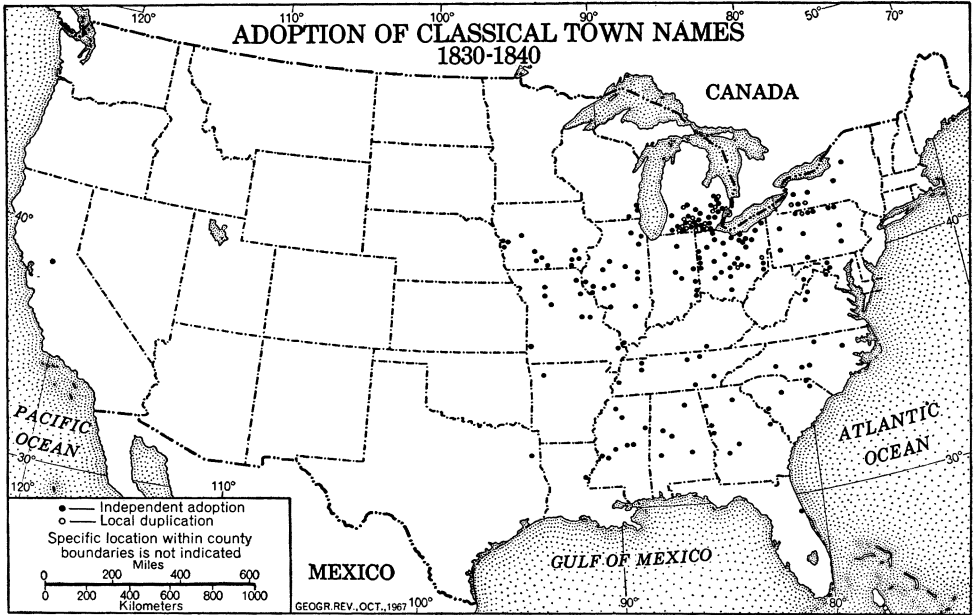 120°
110°
100°
90°
80°
50°
70°
ADOPTION OF CLASSICAL TOWN NAMES
1830-1840
CANADA
40°
40°
PACIFIC
OCEAN
ATLANTIC
OCEAN
30°
30°
120°
110°
Independent adoption
Local duplication
Specific location within county
boundaries is not indicated
Miles
0 200 400 600
0 200 400 600 800 1000
Kilometers
MEXICO
GEOGR.REV.,OCT.,1967
GULF OF MEXICO
100°
90°
80°